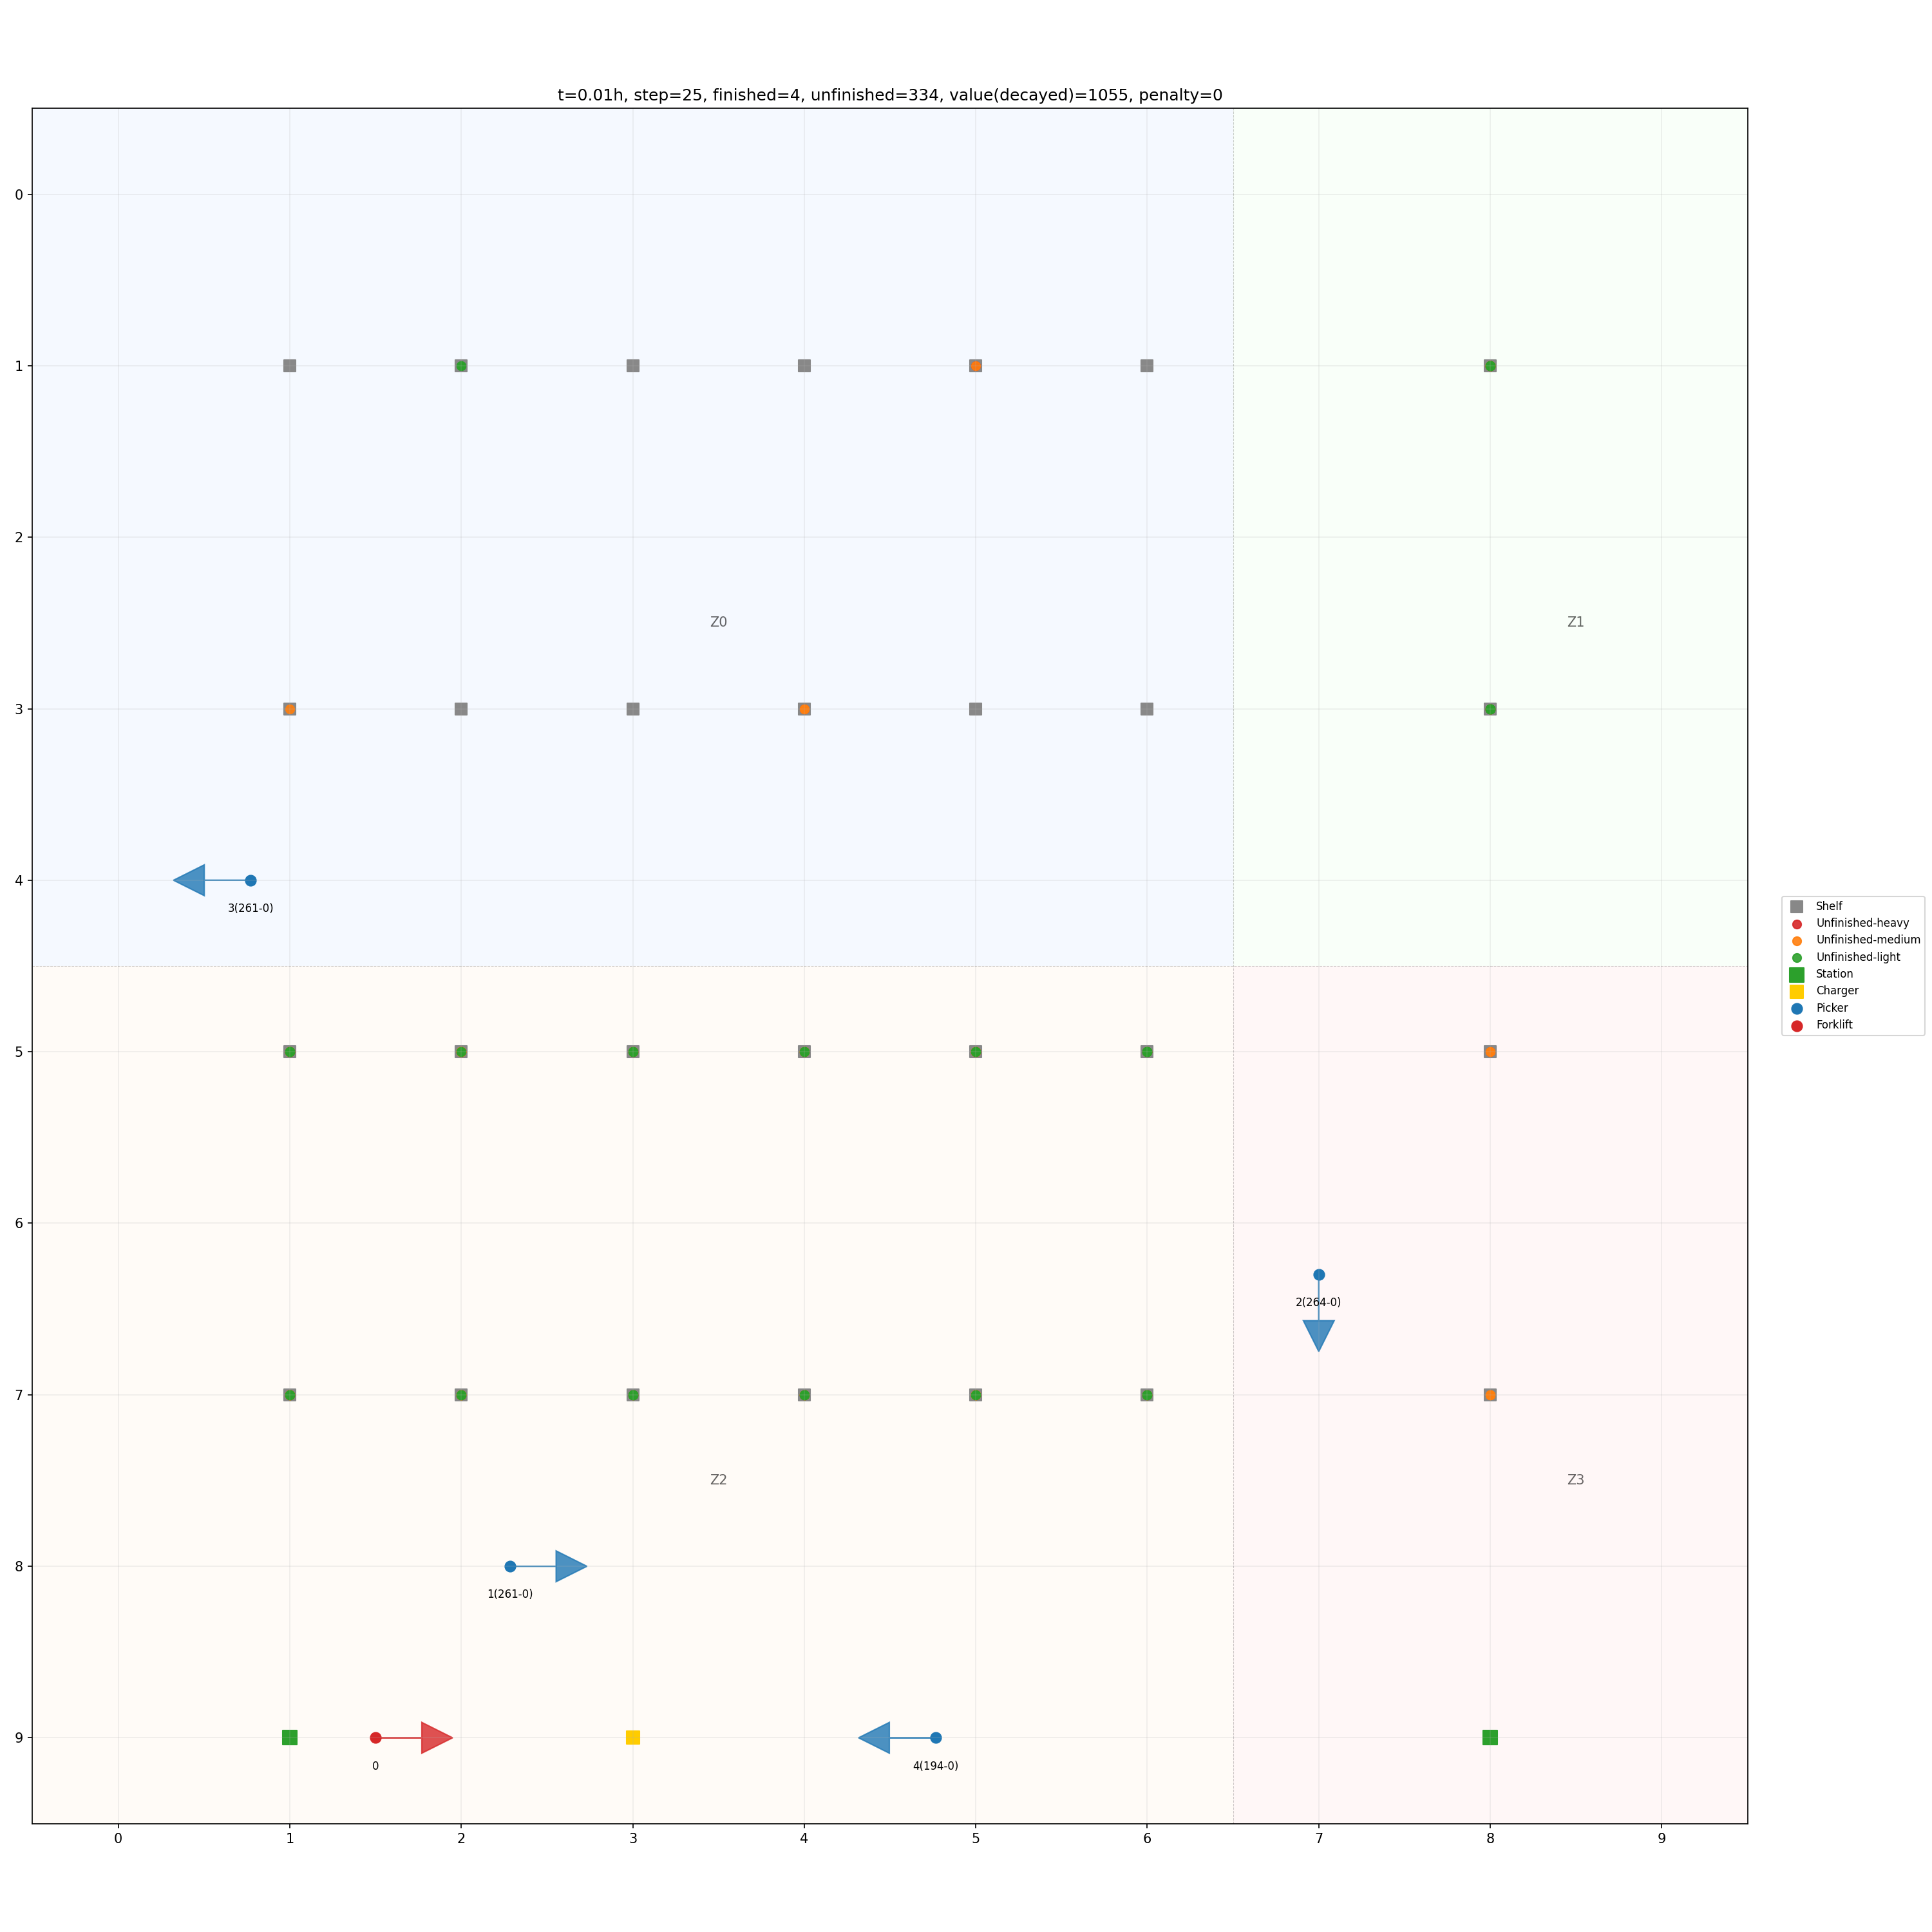 t=0.01h, step=25, finished=4, unfinished=334, value(decayed)=1055, penalty=0
0
1
2
Z0
Z1
3
4
3(261-0)
Shelf
Unfinished-heavy
Unfinished-medium
Unfinished-light
Station
Charger
Picker
Forklift
5
6
2(264-0)
7
Z2
Z3
8
1(261-0)
9
0
4(194-0)
0 1 2 3 4 5 6 7 8 9